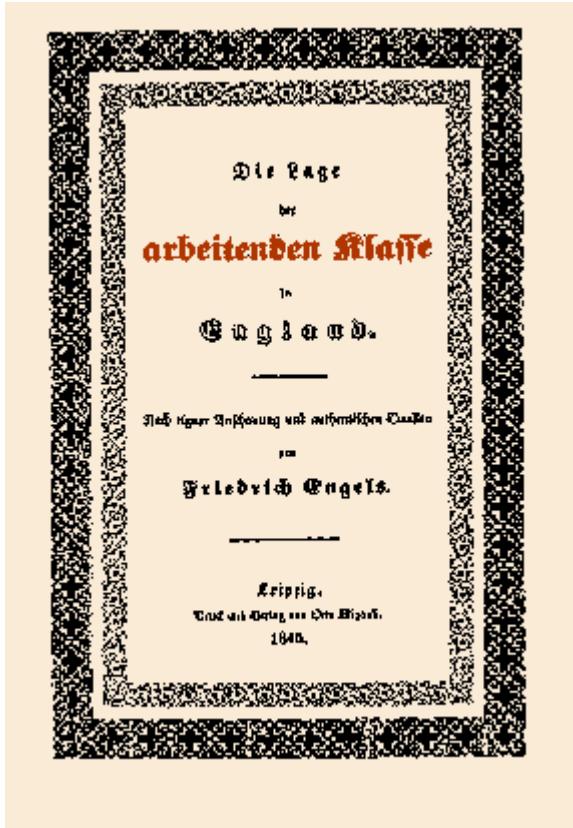 Die Lage
der
arbeitenden Klasse
in
England.
Nach eigner Anschauung und authentischen Quellen
von
Friedrich Engels.
Leipzig.
Druck und Verlag von Otto Wigand.
1845.